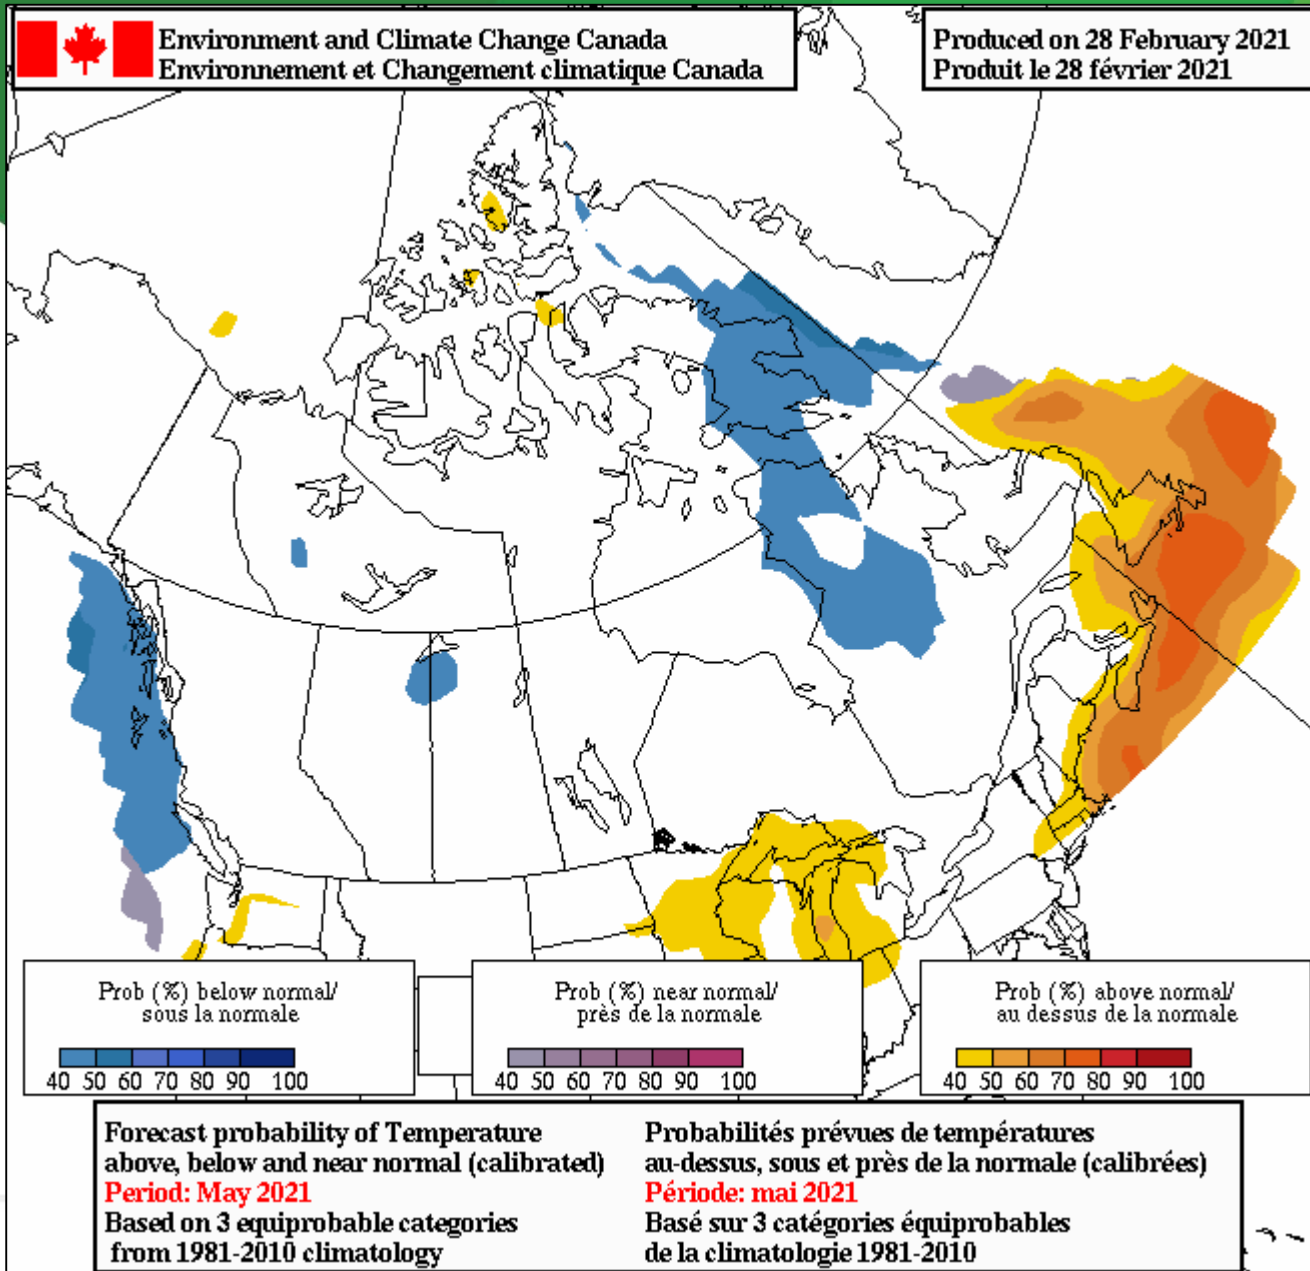 Environment and Climate Change Canada
Environnement et Changement climatique Canada
Produced on 28 February 2021
Produit le 28 février 2021
Prob (%) below normal/
sous la normale
40 50 60 70 80 90 100
Prob (%) near normal/
près de la normale
40 50 60 70 80 90 100
Prob (%) above normal/
au dessus de la normale
40 50 60 70 80 90 100
Forecast probability of Temperature
above, below and near normal (calibrated)
Period: May 2021
Based on 3 equiprobable categories
from 1981-2010 climatology
Probabilités prévues de températures
au-dessus, sous et près de la normale (calibrées)
Période: mai 2021
Basé sur 3 catégories équiprobables
de la climatologie 1981-2010